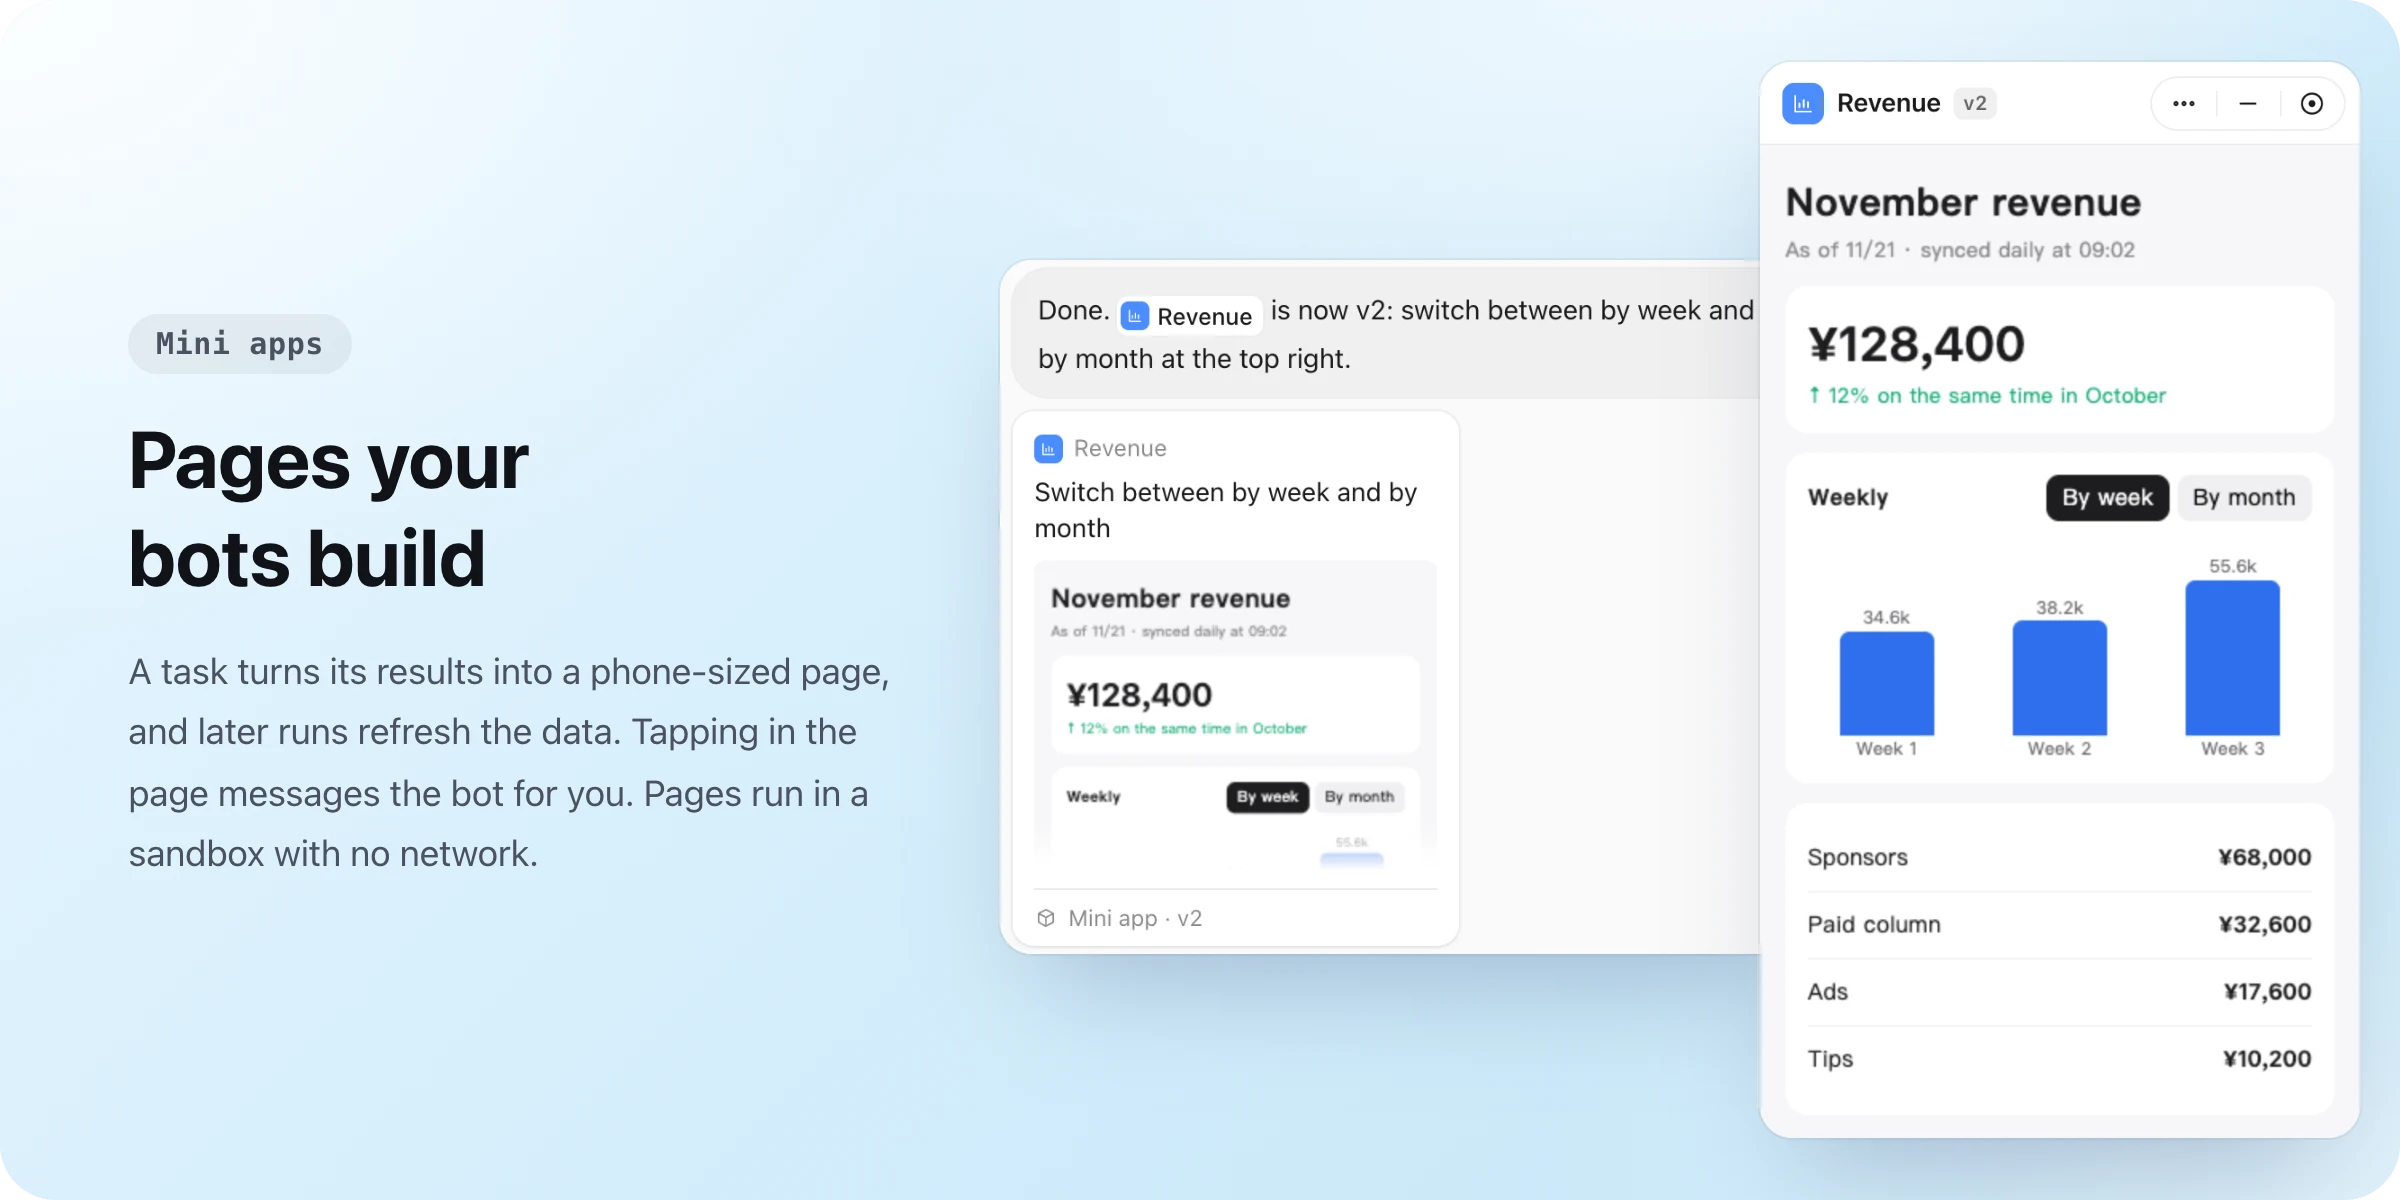 Mini apps
Pages your
bots build
A task turns its results into a phone-sized page,
and later runs refresh the data. Tapping in the
page messages the bot for you. Pages run in a
sandbox with no network.
Done. Revenue is now v2: switch between by week and
by month at the top right.
Revenue
Switch between by week and by
month
November revenue
As of 11/21 · synced daily at 09:02
¥128,400
↑ 12% on the same time in October
Weekly By week By month
55.6k
Mini app · v2
Revenue v2
November revenue
As of 11/21 · synced daily at 09:02
¥128,400
↑ 12% on the same time in October
Weekly By week By month
34.6k 38.2k 55.6k
Week 1 Week 2 Week 3
Sponsors ¥68,000
Paid column ¥32,600
Ads ¥17,600
Tips ¥10,200